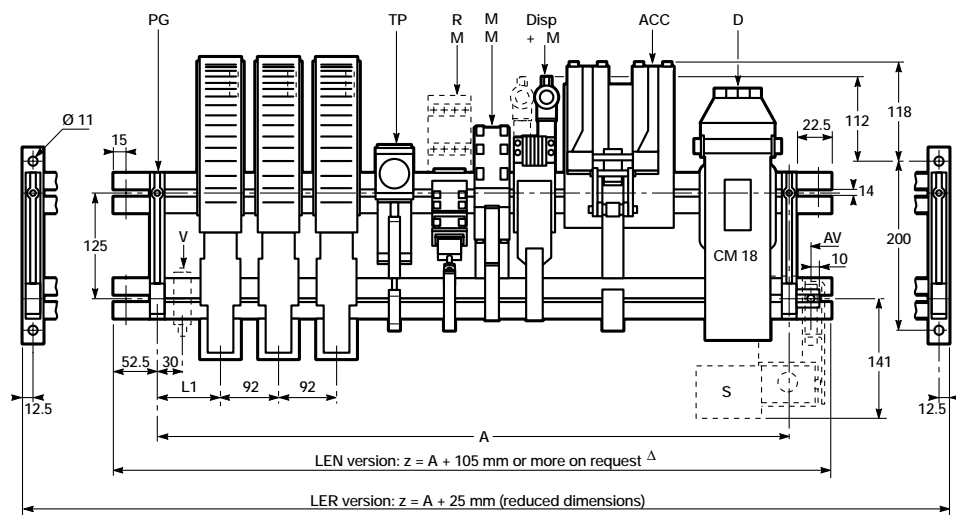 PG
TP
R
M
M
M
Disp
+ M
ACC
D
Ø 11
15
22.5
112
118
14
125
V
CM 18
AV
10
200
52.5
30
L1
92
92
S
141
12.5
12.5
A
LEN version: z = A + 105 mm or more on request Δ
LER version: z = A + 25 mm (reduced dimensions)